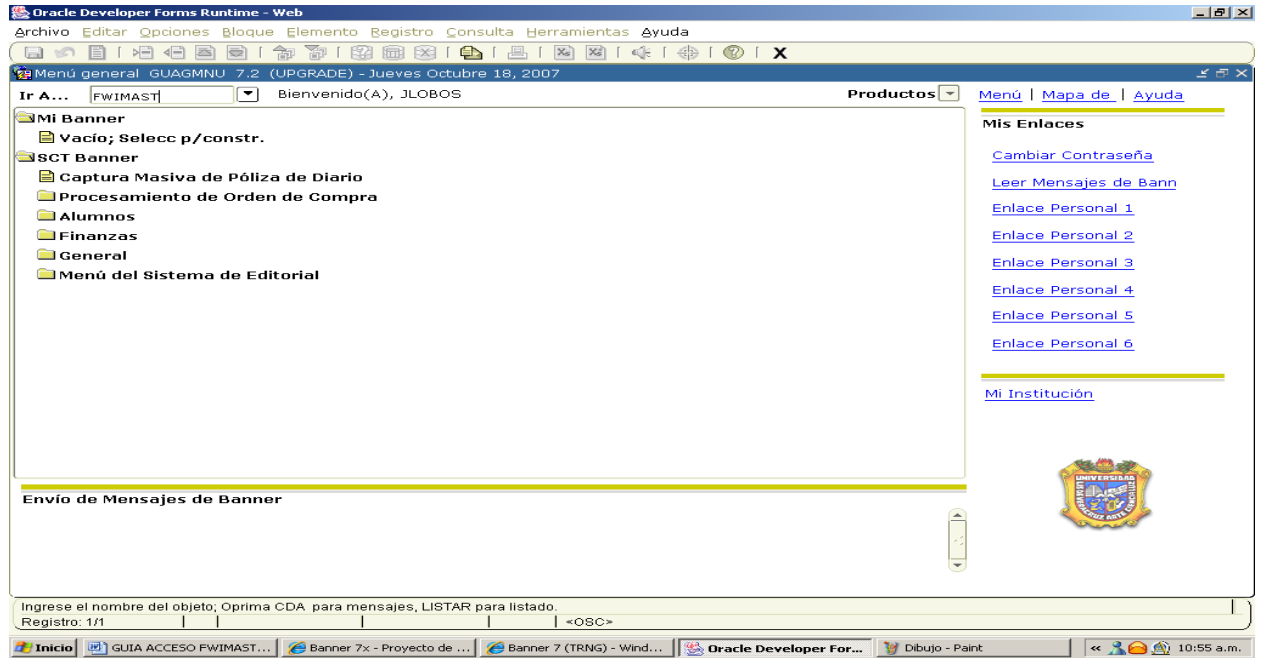 Oracle Developer Forms Runtime - Web
Archivo Editar Opciones Bloque Elemento Registro Consulta Herramientas Ayuda
Menú general GUAGMNU 7.2 (UPGRADE) - Jueves Octubre 18, 2007
Ir A... FWIMAST Bienvenido(A), JLOBOS Productos Menú | Mapa de | Ayuda
Mi Banner
Vacío; Selecc p/constr.
SCT Banner
Captura Masiva de Póliza de Diario
Procesamiento de Orden de Compra
Alumnos
Finanzas
General
Menú del Sistema de Editorial
Mis Enlaces
Cambiar Contraseña
Leer Mensajes de Bann
Enlace Personal 1
Enlace Personal 2
Enlace Personal 3
Enlace Personal 4
Enlace Personal 5
Enlace Personal 6
Mi Institución
UNIVERSIDAD
Envío de Mensajes de Banner
Ingrese el nombre del objeto; Oprima CDA para mensajes, LISTAR para listado.
Registro: 1/1 <OSC>
Inicio GUIA ACCESO FWIMAST... Banner 7x - Proyecto de ... Banner 7 (TRNG) - Wind... Oracle Developer For... Dibujo - Paint « 10:55 a.m.